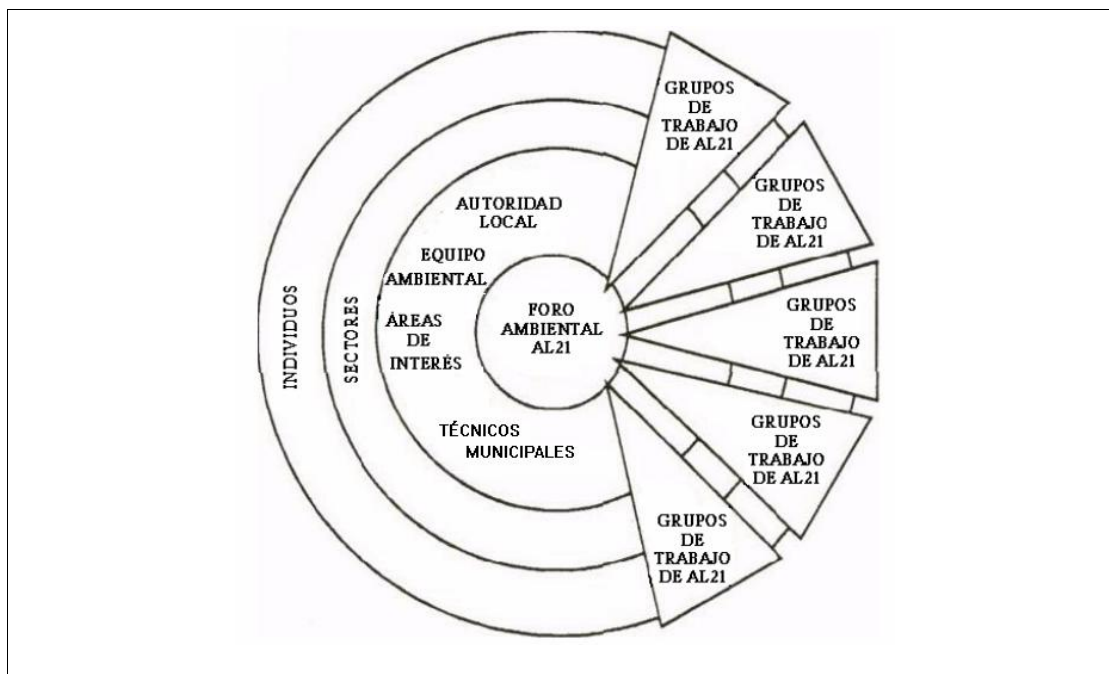 GRUPOS
DE
TRABAJO
DE AL21
GRUPOS
DE
TRABAJO
DE AL21
GRUPOS
DE
TRABAJO
DE AL21
GRUPOS
DE
TRABAJO
DE AL21
GRUPOS
DE
TRABAJO
DE AL21
AUTORIDAD
LOCAL
EQUIPO
AMBIENTAL
ÁREAS
DE
INTERÉS
TÉCNICOS
MUNICIPALES
FORO
AMBIENTAL
AL21
SECTORES
INDIVIDUOS